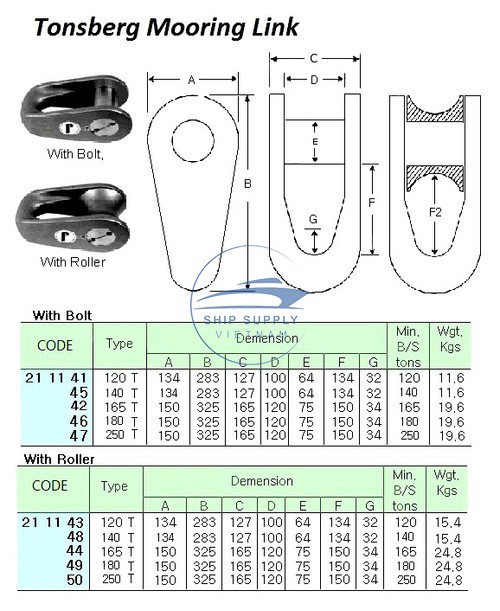 Tonsberg Mooring Link
C
D
A
With Bolt,
E
B
F
F2
G
With Roller
SHIP SUPPLY
VIETNAM
With Bolt
CODE Type Demension Min. B/S tons Wgt. Kgs
A B C D E F G
21 11 41 120 T 134 283 127 100 64 134 32 120 11,6
45 140 T 134 283 127 100 64 134 32 140 11,6
42 165 T 150 325 165 120 75 150 34 165 19,6
46 180 T 150 325 165 120 75 150 34 180 19,6
47 250 T 150 325 165 120 75 150 34 250 19,6
With Roller
CODE Type Demension Min. B/S tons Wgt. Kgs
A B C D E F G
21 11 43 120 T 134 283 127 100 64 134 32 120 15,4
48 140 T 134 283 127 100 64 134 32 140 15,4
44 165 T 150 325 165 120 75 150 34 165 24,8
49 180 T 150 325 165 120 75 150 34 180 24,8
50 250 T 150 325 165 120 75 150 34 250 24,8